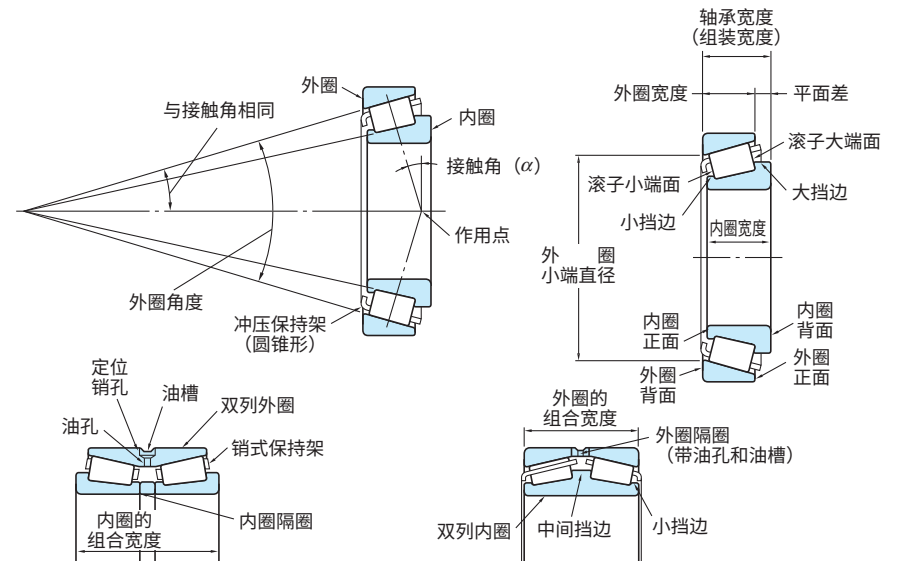 外圈
与接触角相同
内圈
接触角（α）
作用点
外圈角度
冲压保持架
（圆锥形）
轴承宽度
（组装宽度）
外圈宽度
平面差
滚子大端面
滚子小端面
大挡边
小挡边
内圈宽度
外 圈
小端直径
内圈
正面
内圈
背面
外圈
背面
外圈
正面
定位
销孔
油槽
双列外圈
油孔
销式保持架
内圈的
组合宽度
内圈隔圈
外圈的
组合宽度
外圈隔圈
（带油孔和油槽）
双列内圈
中间挡边
小挡边